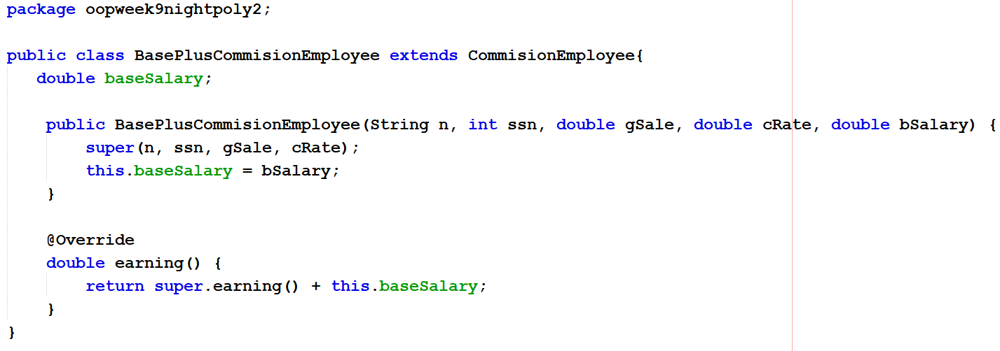 package oopweek9nightpoly2;
public class BasePlusCommisionEmployee extends CommisionEmployee{
double baseSalary;
public BasePlusCommisionEmployee(String n, int ssn, double gSale, double cRate, double bSalary) {
super(n, ssn, gSale, cRate);
this.baseSalary = bSalary;
}
@Override
double earning() {
return super.earning() + this.baseSalary;
}
}